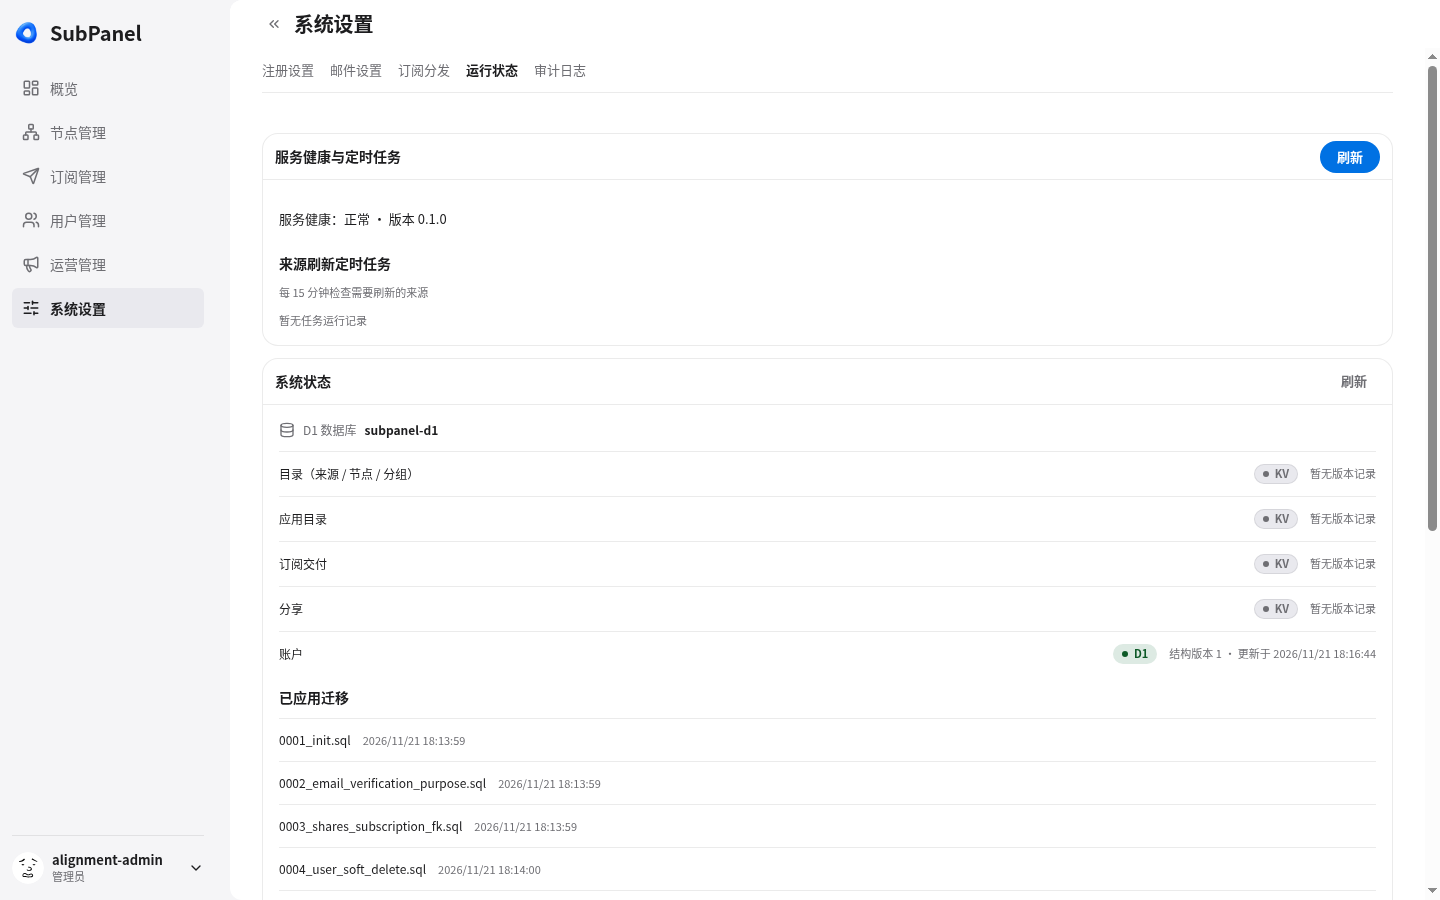 SubPanel
概览
节点管理
订阅管理
用户管理
运营管理
系统设置
alignment-admin
管理员
系统设置
注册设置 邮件设置 订阅分发 运行状态 审计日志
服务健康与定时任务 刷新
服务健康：正常 · 版本 0.1.0
来源刷新定时任务
每 15 分钟检查需要刷新的来源
暂无任务运行记录
系统状态 刷新
D1 数据库 subpanel-d1
目录（来源 / 节点 / 分组） KV 暂无版本记录
应用目录 KV 暂无版本记录
订阅交付 KV 暂无版本记录
分享 KV 暂无版本记录
账户 D1 结构版本 1 · 更新于 2026/11/21 18:16:44
已应用迁移
0001_init.sql 2026/11/21 18:13:59
0002_email_verification_purpose.sql 2026/11/21 18:13:59
0003_shares_subscription_fk.sql 2026/11/21 18:13:59
0004_user_soft_delete.sql 2026/11/21 18:14:00